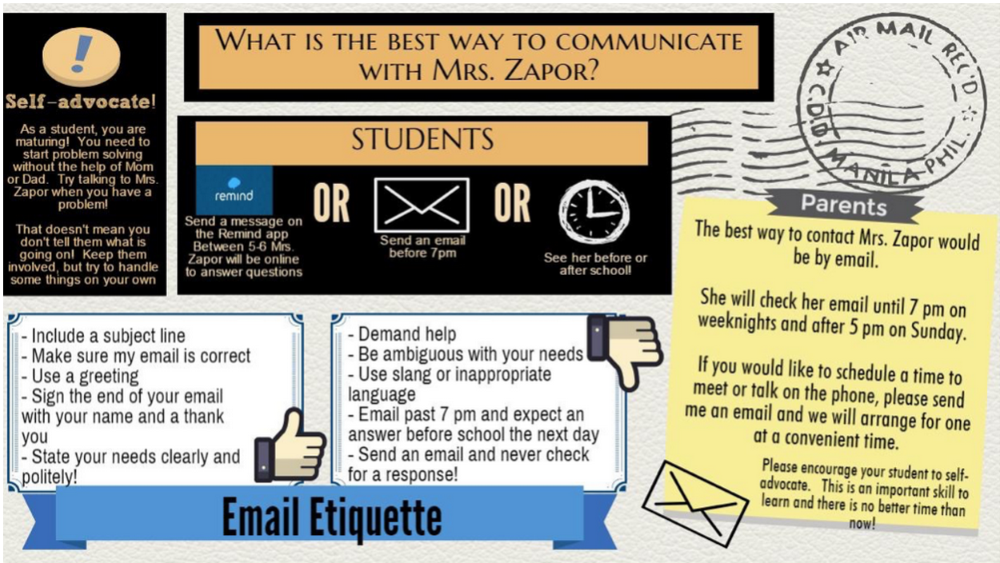 !
Self-advocate!
As a student, you are
maturing! You need to
start problem solving
without the help of Mom
or Dad. Try talking to Mrs.
Zapor when you have a
problem!
That doesn't mean you
don't tell them what is
going on! Keep them
involved, but try to handle
some things on your own
WHAT IS THE BEST WAY TO COMMUNICATE
WITH MRS. ZAPOR?
STUDENTS
remind
Send a message on
the Remind app
Between 5-6 Mrs.
Zapor will be online
to answer questions
OR
Send an email
before 7pm
OR
See her before or
after school!
AIR MAIL REC'D
C.D.D. MANILA PHIL.
Parents
The best way to contact Mrs. Zapor would
be by email.
She will check her email until 7 pm on
weeknights and after 5 pm on Sunday.
If you would like to schedule a time to
meet or talk on the phone, please send
me an email and we will arrange for one
at a convenient time.
Please encourage your student to self-
advocate. This is an important skill to
learn and there is no better time than
now!
- Include a subject line
- Make sure my email is correct
- Use a greeting
- Sign the end of your email
with your name and a thank
you
- State your needs clearly and
politely!
- Demand help
- Be ambiguous with your needs
- Use slang or inappropriate
language
- Email past 7 pm and expect an
answer before school the next day
- Send an email and never check
for a response!
Email Etiquette